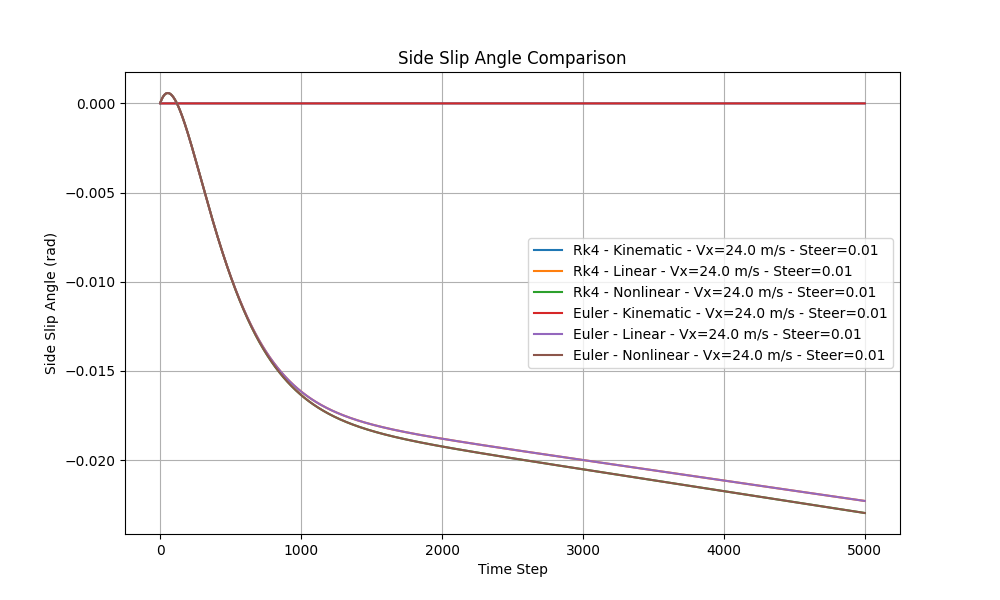 Side Slip Angle Comparison
Side Slip Angle (rad)
0.000
−0.005
−0.010
−0.015
−0.020
Rk4 - Kinematic - Vx=24.0 m/s - Steer=0.01
Rk4 - Linear - Vx=24.0 m/s - Steer=0.01
Rk4 - Nonlinear - Vx=24.0 m/s - Steer=0.01
Euler - Kinematic - Vx=24.0 m/s - Steer=0.01
Euler - Linear - Vx=24.0 m/s - Steer=0.01
Euler - Nonlinear - Vx=24.0 m/s - Steer=0.01
0 1000 2000 3000 4000 5000
Time Step